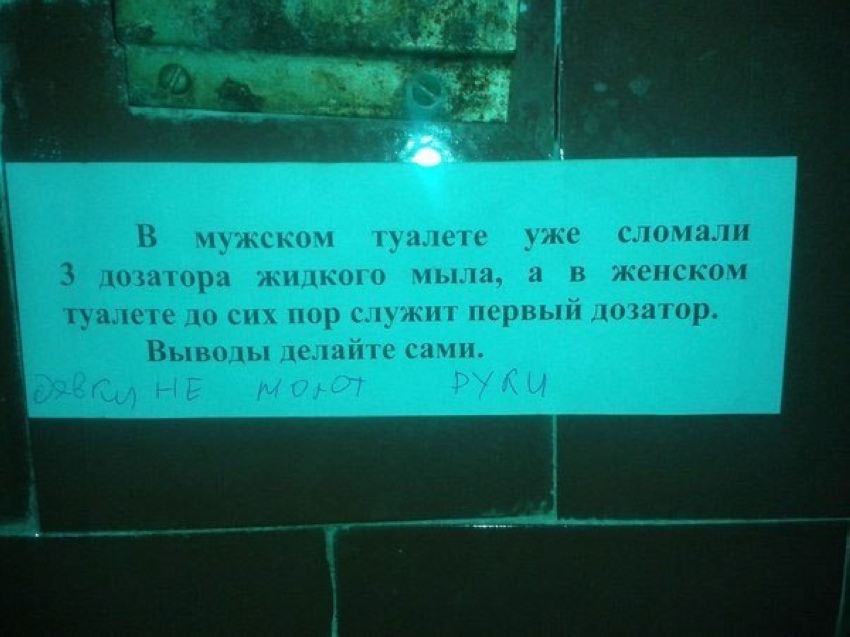 В мужском туалете уже сломали
3 дозатора жидкого мыла, а в женском
туалете до сих пор служит первый дозатор.
Выводы делайте сами.
девки НЕ моют РУКИ